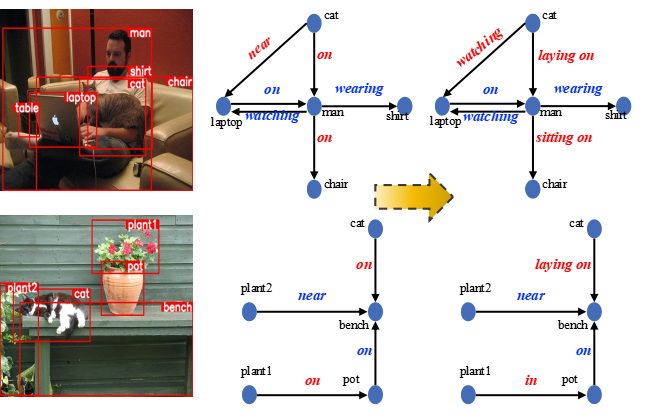 man
shirt
cat
chair
laptop
table
cat
near
on
on
wearing
laptop
watching
man
shirt
on
chair
cat
watching
laying on
on
wearing
laptop
watching
man
shirt
sitting on
chair
plant1
pot
plant2
cat
bench
cat
on
plant2
near
bench
on
plant1
on
pot
cat
laying on
plant2
near
bench
on
plant1
in
pot